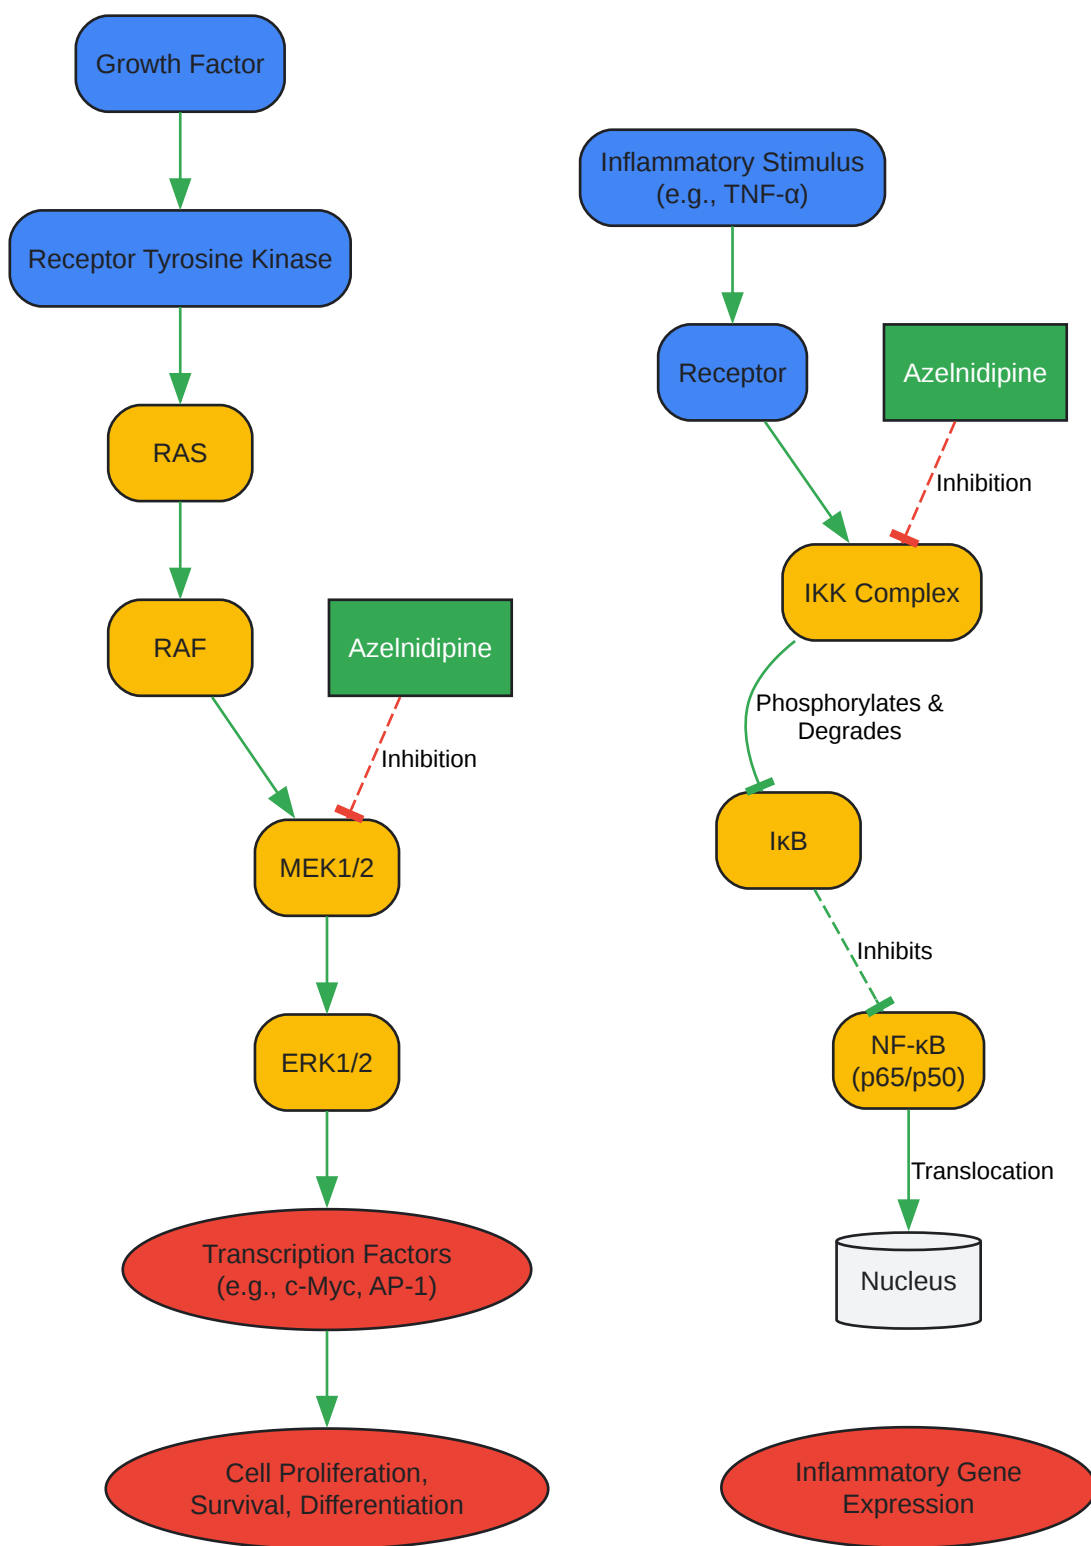 Growth Factor
Receptor Tyrosine Kinase
RAS
RAF
Azelnidipine
Inhibition
MEK1/2
ERK1/2
Transcription Factors
(e.g., c-Myc, AP-1)
Cell Proliferation,
Survival, Differentiation
Inflammatory Stimulus
(e.g., TNF-α)
Receptor
Azelnidipine
Inhibition
IKK Complex
Phosphorylates &
Degrades
IκB
Inhibits
NF-κB
(p65/p50)
Translocation
Nucleus
Inflammatory Gene
Expression